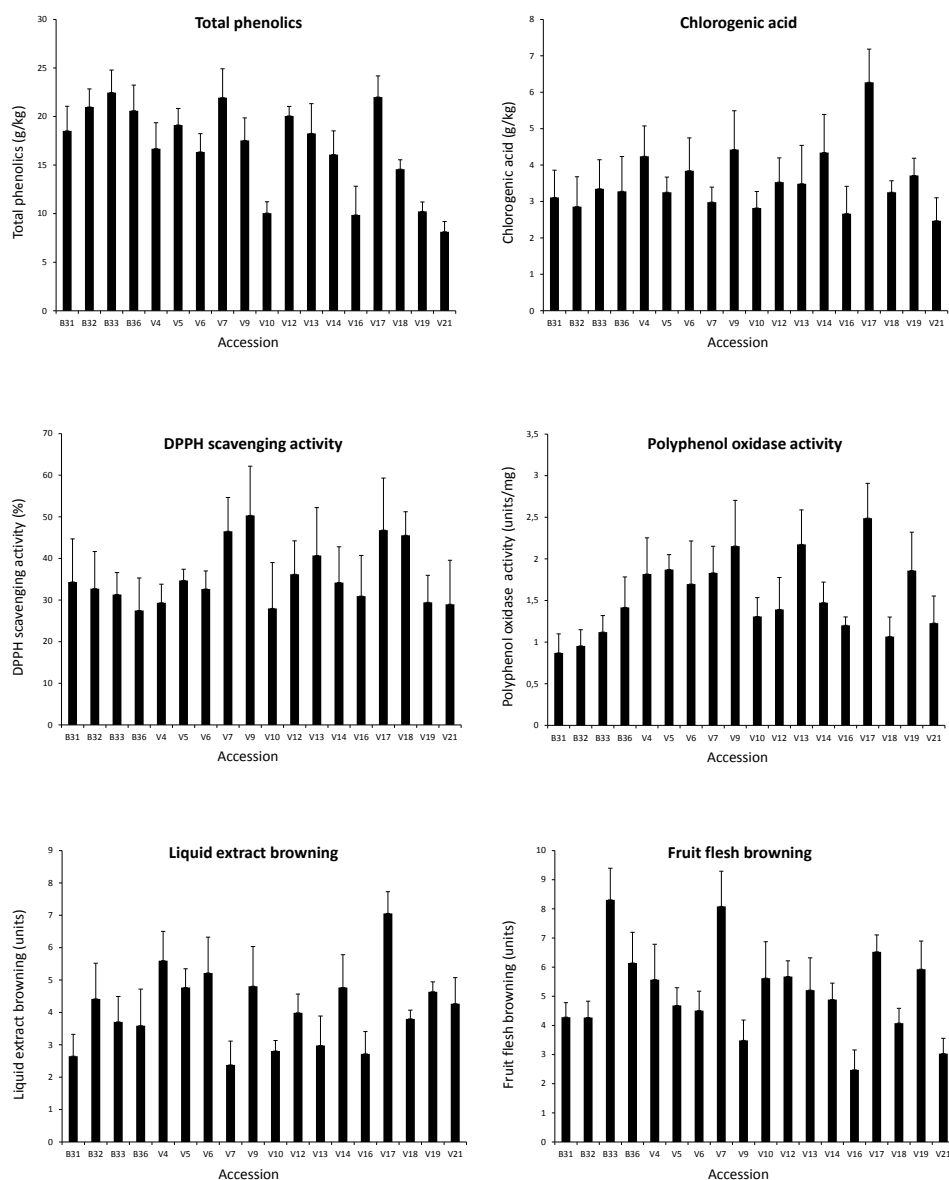 Total phenolics
30
25
20
15
10
5
0
Total phenolics (g/kg)
B31 B32 B33 B36 V4 V5 V6 V7 V9 V10 V12 V13 V14 V16 V17 V18 V19 V21
Accession
Chlorogenic acid
8
7
6
5
4
3
2
1
0
Chlorogenic acid (g/kg)
B31 B32 B33 B36 V4 V5 V6 V7 V9 V10 V12 V13 V14 V16 V17 V18 V19 V21
Accession
DPPH scavenging activity
70
60
50
40
30
20
10
0
DPPH scavenging activity (%)
B31 B32 B33 B36 V4 V5 V6 V7 V9 V10 V12 V13 V14 V16 V17 V18 V19 V21
Accession
Polyphenol oxidase activity
3,5
3
2,5
2
1,5
1
0,5
0
Polyphenol oxidase activity (units/mg)
B31 B32 B33 B36 V4 V5 V6 V7 V9 V10 V12 V13 V14 V16 V17 V18 V19 V21
Accession
Liquid extract browning
9
8
7
6
5
4
3
2
1
0
Liquid extract browning (units)
B31 B32 B33 B36 V4 V5 V6 V7 V9 V10 V12 V13 V14 V16 V17 V18 V19 V21
Accession
Fruit flesh browning
10
9
8
7
6
5
4
3
2
1
0
Fruit flesh browning (units)
B31 B32 B33 B36 V4 V5 V6 V7 V9 V10 V12 V13 V14 V16 V17 V18 V19 V21
Accession